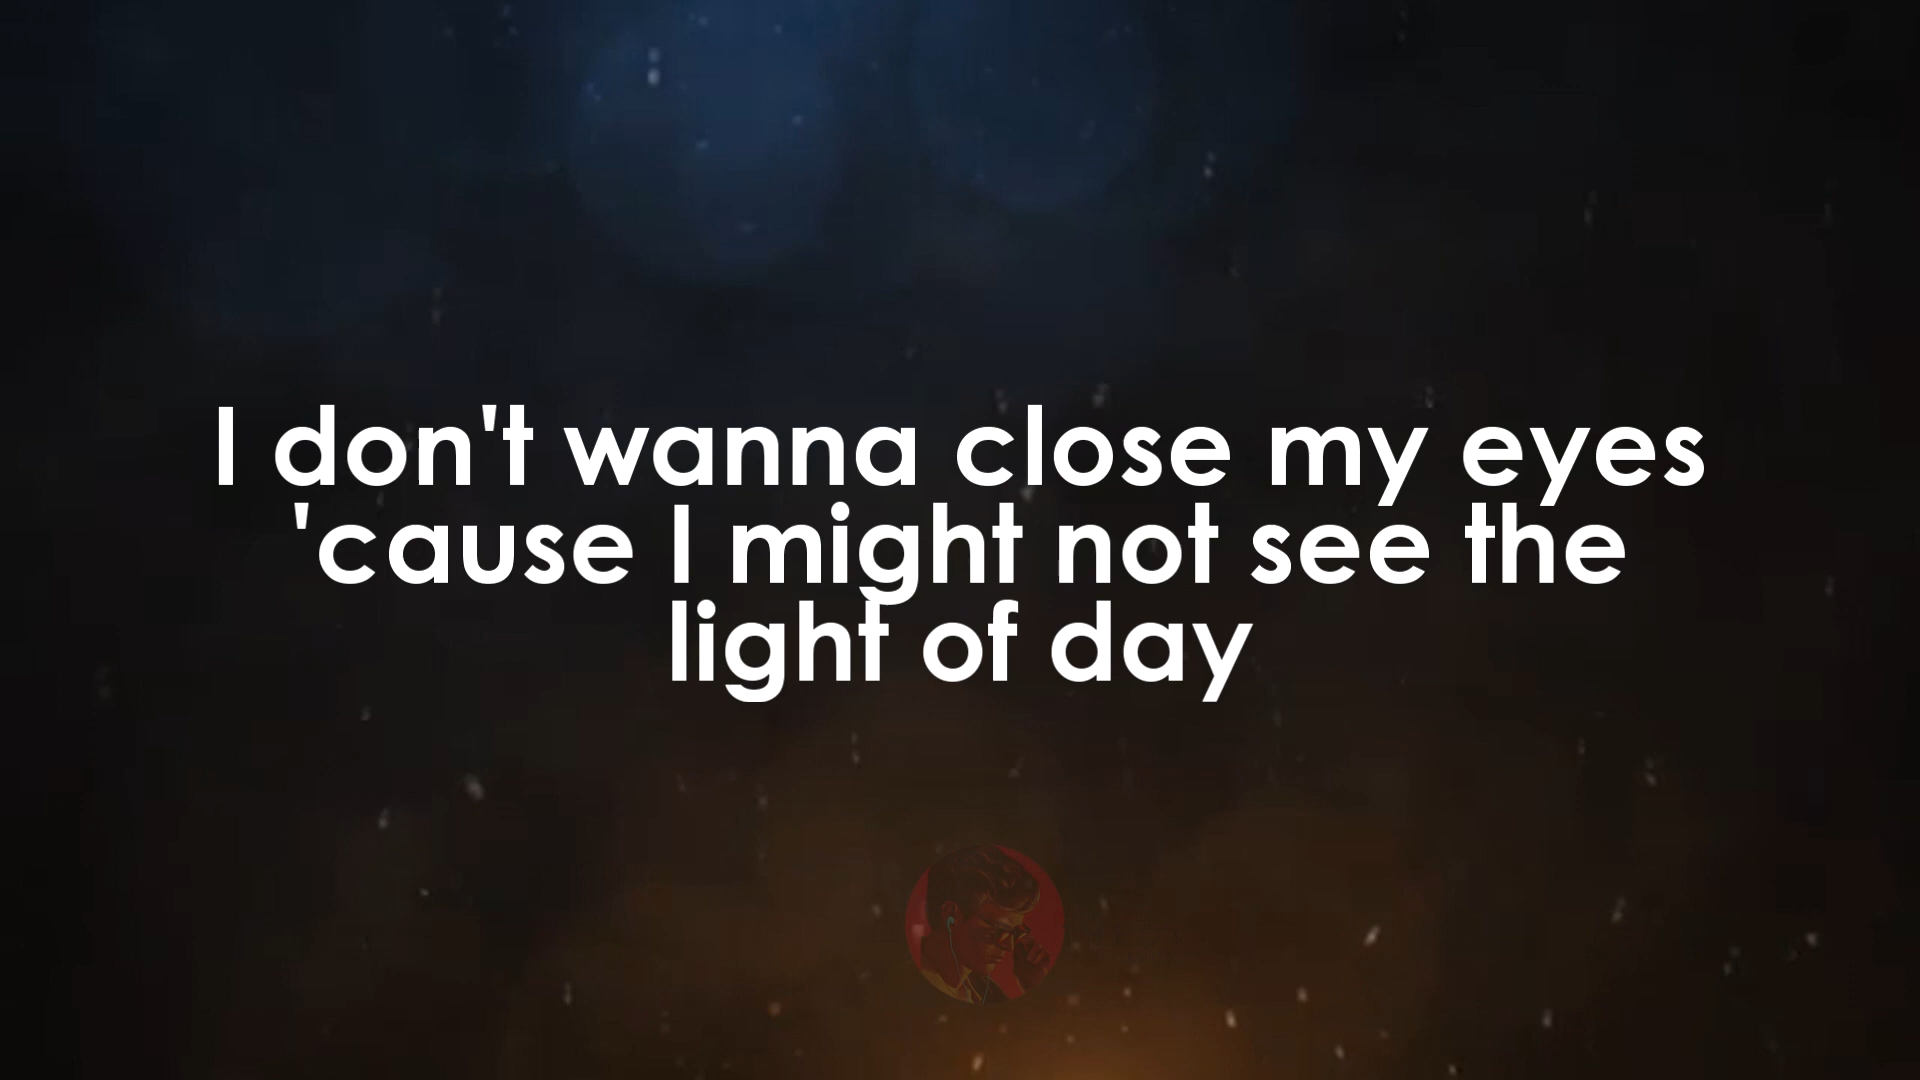 I don't wanna close my eyes
'cause I might not see the
light of day